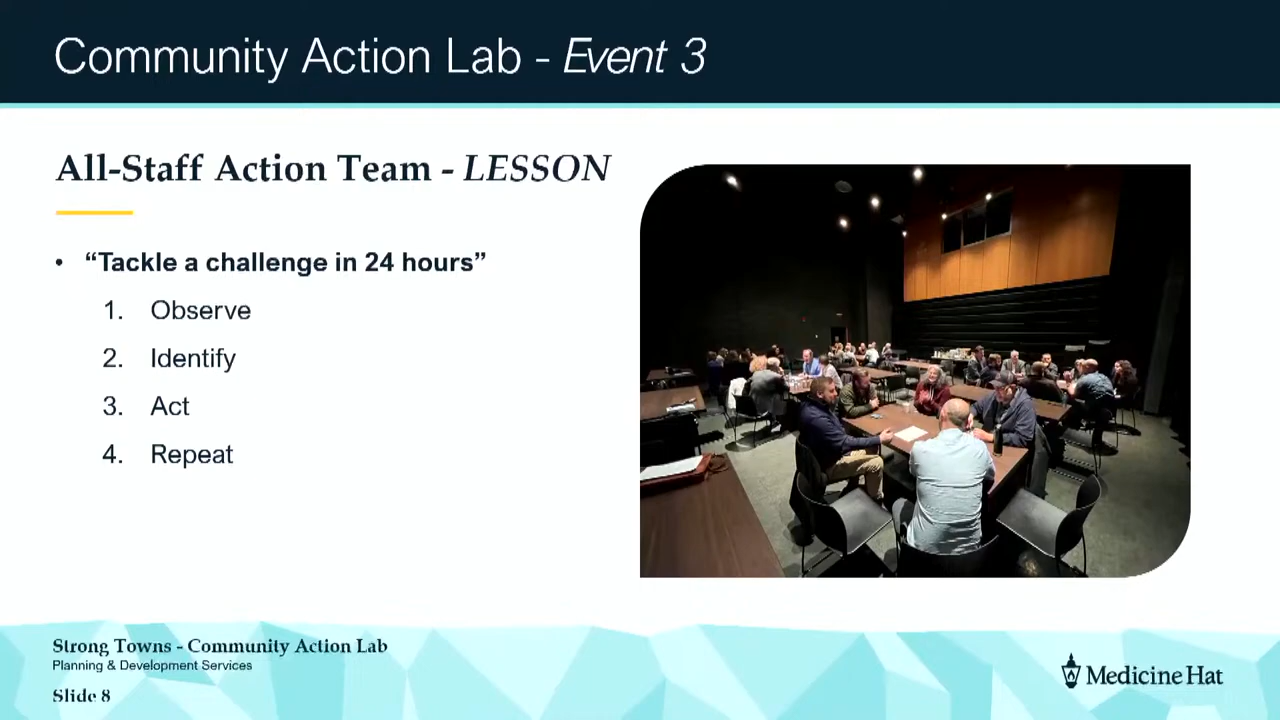 Community Action Lab - Event 3
All-Staff Action Team - LESSON
• “Tackle a challenge in 24 hours”
1. Observe
2. Identify
3. Act
4. Repeat
Strong Towns - Community Action Lab
Planning & Development Services
Slide 8
Medicine Hat